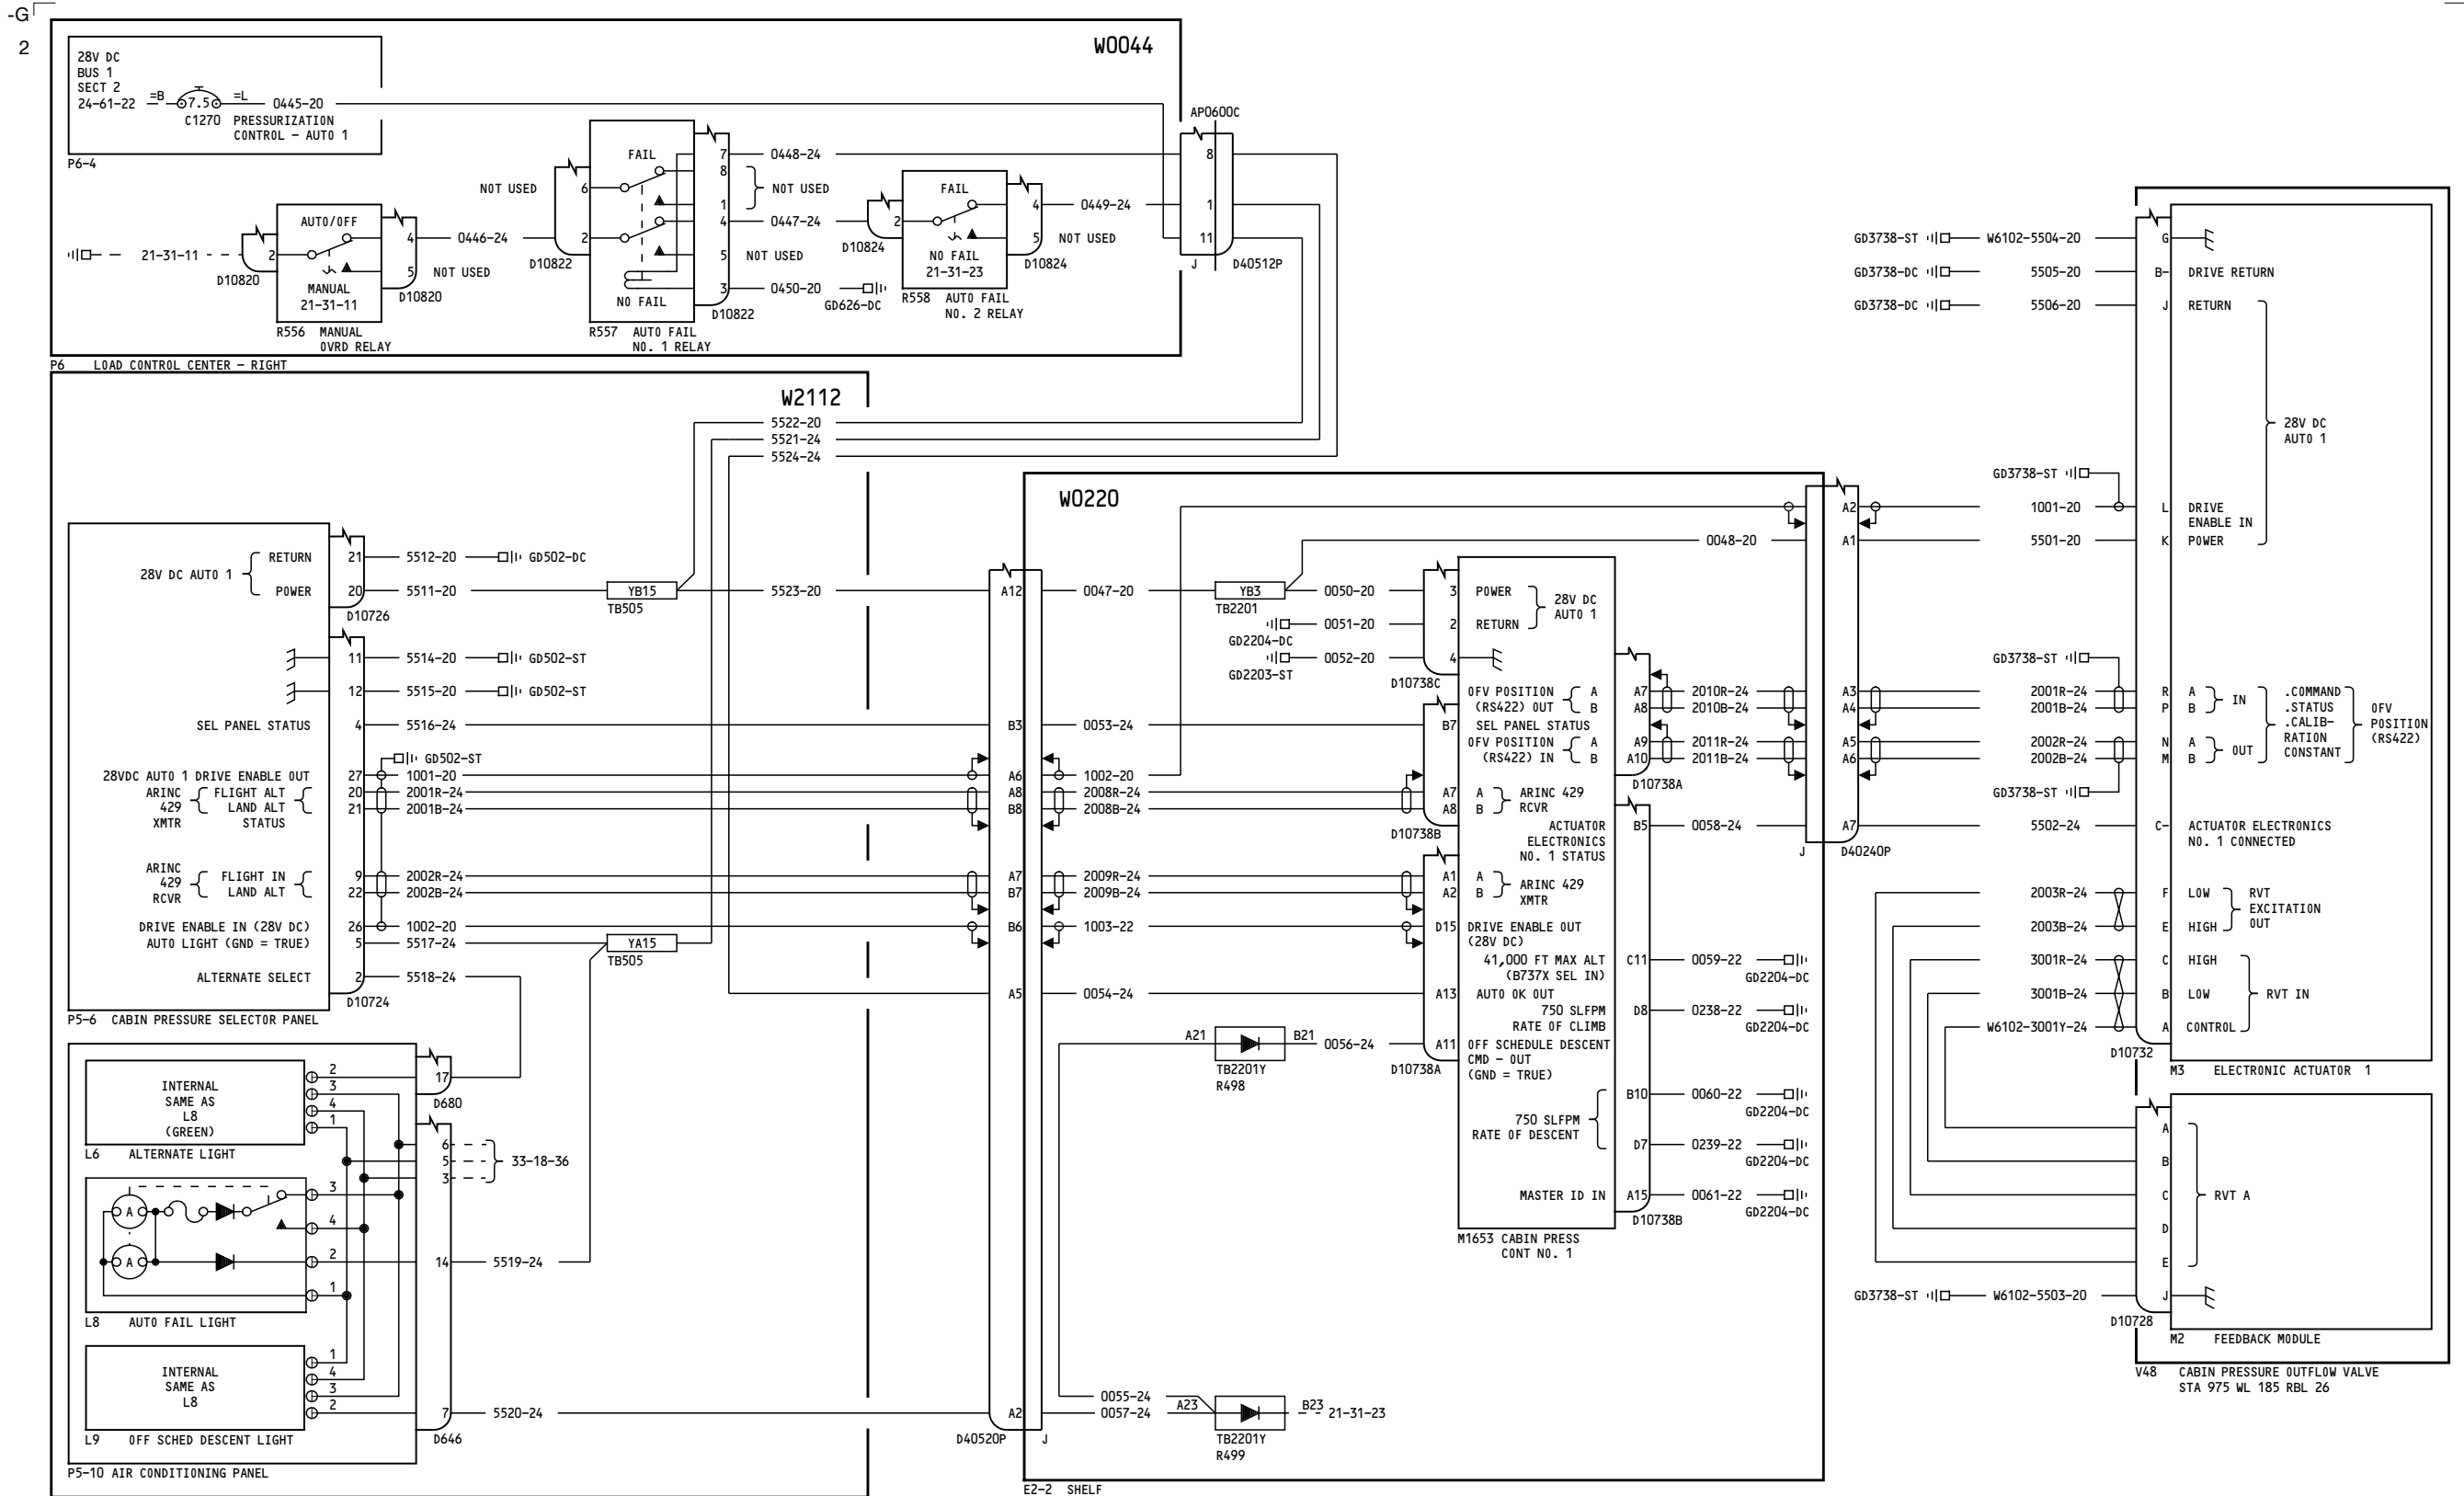 -G
2
W0044
28V DC
BUS 1
SECT 2
24-61-22 =B 7.5 =L 0445-20
C1270 PRESSURIZATION
CONTROL - AUTO 1
P6-4
AP0600C
FAIL
7 0448-24 8
8
NOT USED 6 NOT USED
1
FAIL
4 0447-24 2 4 0449-24 1
AUTO/OFF
D10824
21-31-11 2 4 0446-24 2 5 NOT USED NO FAIL 5 NOT USED 11
D10820 5 NOT USED D10822 21-31-23 D10824 J D40512P
MANUAL D10820 NO FAIL 3 0450-20
21-31-11 GD626-DC
D10822
R556 MANUAL
OVRD RELAY
R557 AUTO FAIL
NO. 1 RELAY
R558 AUTO FAIL
NO. 2 RELAY
P6 LOAD CONTROL CENTER - RIGHT
W2112
5522-20
5521-24
5524-24
28V DC AUTO 1 RETURN 21 5512-20 GD502-DC
POWER 20 5511-20 YB15 5523-20
D10726 TB505
11 5514-20 GD502-ST
12 5515-20 GD502-ST
SEL PANEL STATUS 4 5516-24
GD502-ST
28VDC AUTO 1 DRIVE ENABLE OUT 27 1001-20
ARINC
429
XMTR
FLIGHT ALT 20 2001R-24
LAND ALT
STATUS 21 2001B-24
ARINC
429
RCVR
FLIGHT IN 9 2002R-24
LAND ALT 22 2002B-24
DRIVE ENABLE IN (28V DC) 26 1002-20
AUTO LIGHT (GND = TRUE) 5 5517-24 YA15
TB505
ALTERNATE SELECT 2 5518-24
D10724
P5-6 CABIN PRESSURE SELECTOR PANEL
INTERNAL
SAME AS
L8
(GREEN)
2
3
4
1
17
D680
L6 ALTERNATE LIGHT
6
5 33-18-36
3
A
A
3
4
2
1
14 5519-24
L8 AUTO FAIL LIGHT
INTERNAL
SAME AS
L8
1
4
3
2
7 5520-24
L9 OFF SCHED DESCENT LIGHT
D646
P5-10 AIR CONDITIONING PANEL
W0220
A12 0047-20 YB3 0050-20 3 POWER
TB2201
0048-20
GD2204-DC 0051-20 2 RETURN
28V DC
AUTO 1
GD2203-ST 0052-20 4
D10738C
B3 0053-24 B7 SEL PANEL STATUS
A6 1002-20
A8 2008R-24 A7 A
B8 2008B-24 A8 B
ARINC 429
RCVR
D10738B
A7 2009R-24 A1 A
B7 2009B-24 A2 B
ARINC 429
XMTR
B6 1003-22 D15 DRIVE ENABLE OUT
(28V DC)
A5 0054-24 A13 AUTO OK OUT
A21 B21 0056-24 A11 OFF SCHEDULE DESCENT
CMD - OUT
(GND = TRUE)
TB2201Y
R498
D10738A
0055-24
A2 0057-24 A23 B23 21-31-23
TB2201Y
R499
D40520P J
OFV POSITION
(RS422) OUT
A A7 2010R-24 A3
B A8 2010B-24 A4
OFV POSITION
(RS422) IN
A A9 2011R-24 A5
B A10 2011B-24 A6
D10738A
ACTUATOR
ELECTRONICS
NO. 1 STATUS
B5 0058-24 A7
J D40240P
41,000 FT MAX ALT
(B737X SEL IN)
C11 0059-22
GD2204-DC
750 SLFPM
RATE OF CLIMB
D8 0238-22
GD2204-DC
750 SLFPM
RATE OF DESCENT
B10 0060-22
GD2204-DC
D7 0239-22
GD2204-DC
MASTER ID IN A15 0061-22
D10738B GD2204-DC
M1653 CABIN PRESS
CONT NO. 1
E2-2 SHELF
A2
A1
GD3738-ST W6102-5504-20 G
GD3738-DC 5505-20 B- DRIVE RETURN
GD3738-DC 5506-20 J RETURN
28V DC
AUTO 1
GD3738-ST
1001-20 L DRIVE
ENABLE IN
5501-20 K POWER
GD3738-ST
2001R-24 R A
2001B-24 P B
IN
2002R-24 N A
2002B-24 M B
OUT
.COMMAND
.STATUS
.CALIB-
RATION
CONSTANT
OFV
POSITION
(RS422)
GD3738-ST
5502-24 C- ACTUATOR ELECTRONICS
NO. 1 CONNECTED
2003R-24 F LOW
2003B-24 E HIGH
RVT
EXCITATION
OUT
3001R-24 C HIGH
3001B-24 B LOW
W6102-3001Y-24 A CONTROL
RVT IN
D10732
M3 ELECTRONIC ACTUATOR 1
A
B
C
D
E
RVT A
GD3738-ST W6102-5503-20 J
D10728
M2 FEEDBACK MODULE
V48 CABIN PRESSURE OUTFLOW VALVE
STA 975 WL 185 RBL 26